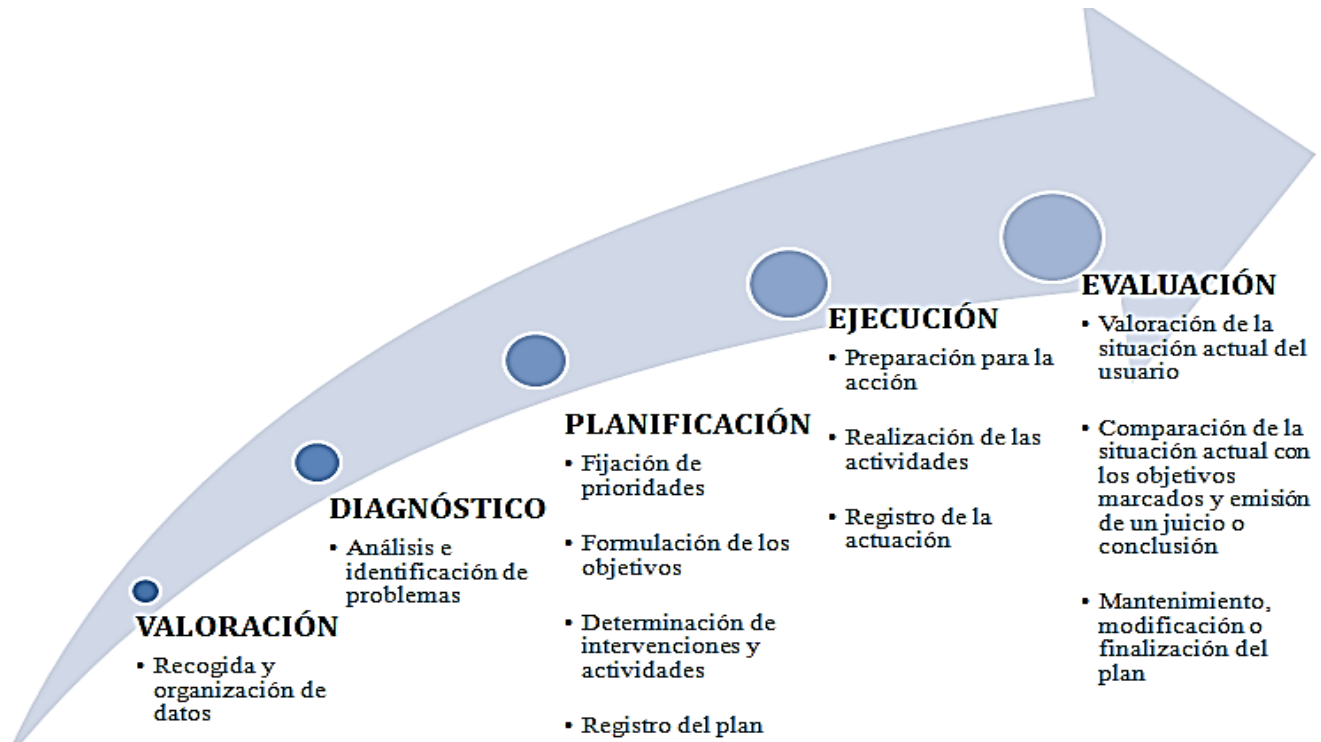 VALORACIÓN
• Recogida y
organización de
datos
DIAGNÓSTICO
• Análisis e
identificación de
problemas
PLANIFICACIÓN
• Fijación de
prioridades
• Formulación de los
objetivos
• Determinación de
intervenciones y
actividades
• Registro del plan
EJECUCIÓN
• Preparación para la
acción
• Realización de las
actividades
• Registro de la
actuación
EVALUACIÓN
• Valoración de la
situación actual del
usuario
• Comparación de la
situación actual con
los objetivos
marcados y emisión
de un juicio o
conclusión
• Mantenimiento,
modificación o
finalización del
plan